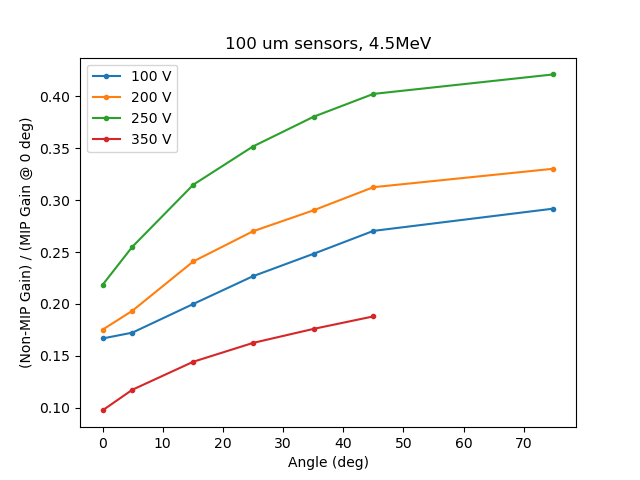 100 um sensors, 4.5MeV
100 V
200 V
250 V
350 V
(Non-MIP Gain) / (MIP Gain @ 0 deg)
0.40
0.35
0.30
0.25
0.20
0.15
0.10
0 10 20 30 40 50 60 70
Angle (deg)